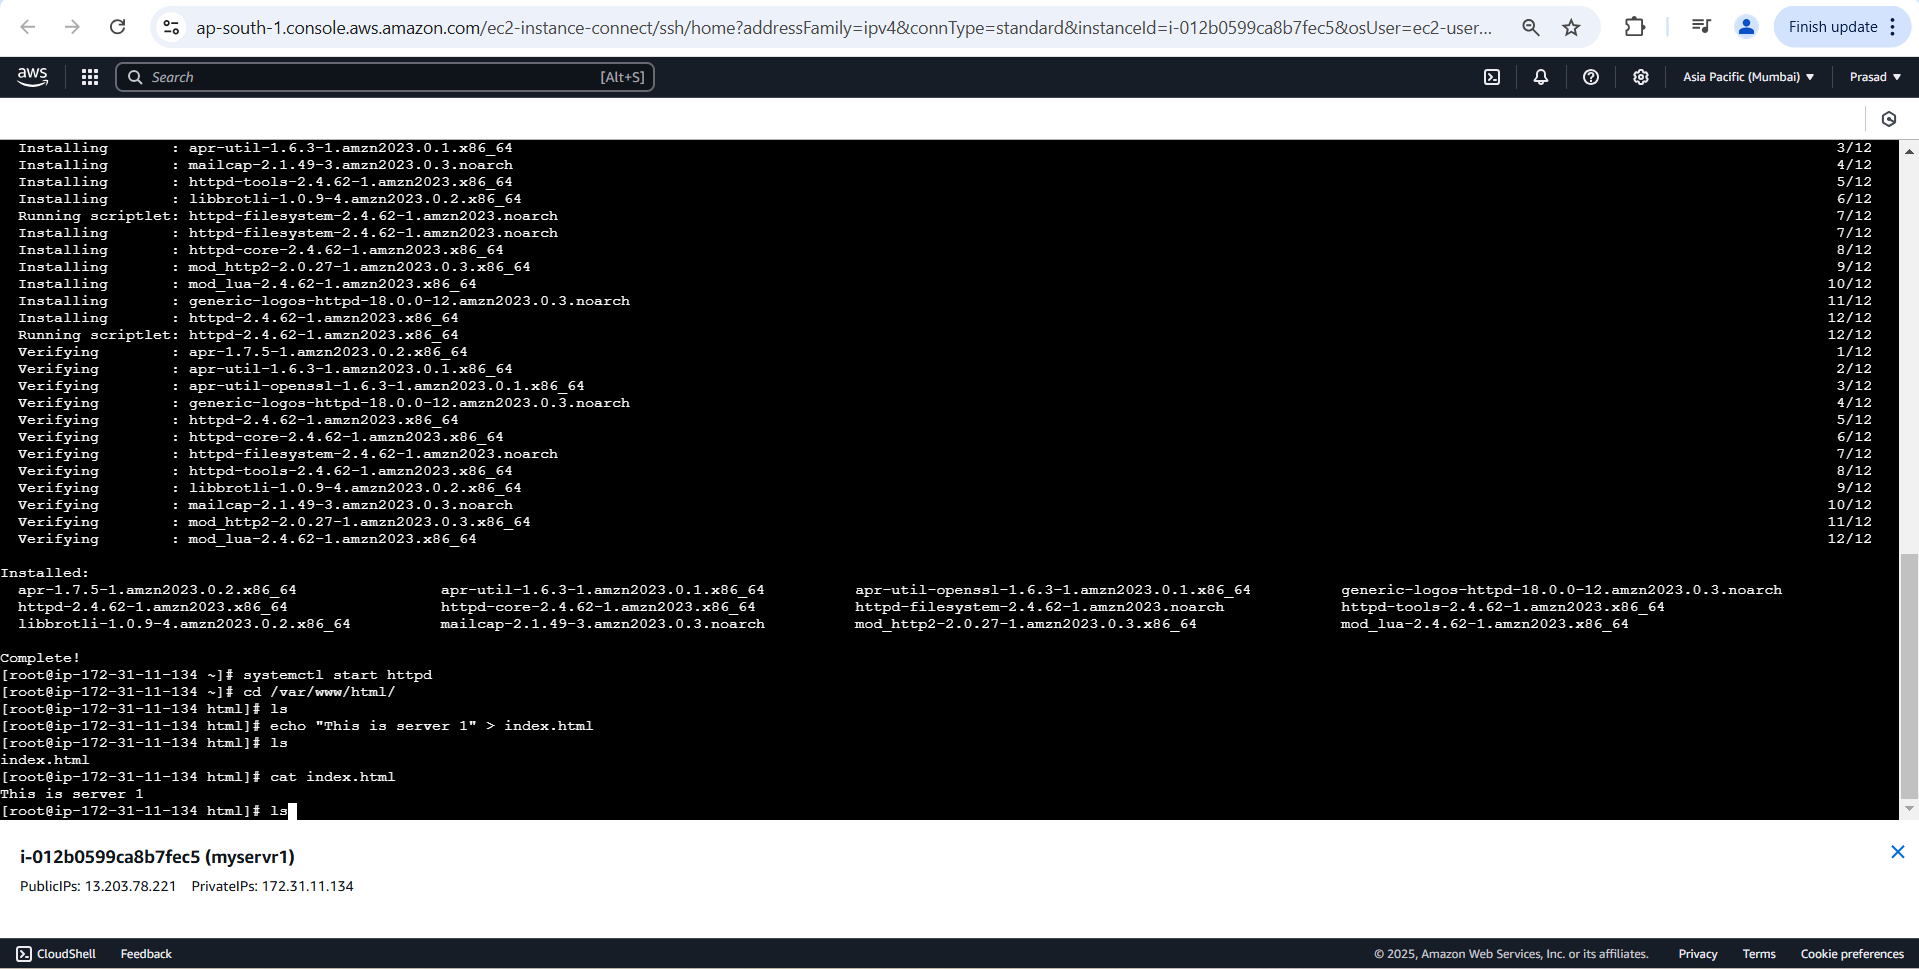 ap-south-1.console.aws.amazon.com/ec2-instance-connect/ssh/home?addressFamily=ipv4&connType=standard&instanceId=i-012b0599ca8b7fec5&osUser=ec2-user...
Finish update
aws
Search
[Alt+S]
Asia Pacific (Mumbai)
Prasad
Installing : apr-util-1.6.3-1.amzn2023.0.1.x86_64 3/12
Installing : mailcap-2.1.49-3.amzn2023.0.3.noarch 4/12
Installing : httpd-tools-2.4.62-1.amzn2023.x86_64 5/12
Installing : libbrotli-1.0.9-4.amzn2023.0.2.x86_64 6/12
Running scriptlet: httpd-filesystem-2.4.62-1.amzn2023.noarch 7/12
Installing : httpd-filesystem-2.4.62-1.amzn2023.noarch 7/12
Installing : httpd-core-2.4.62-1.amzn2023.x86_64 8/12
Installing : mod_http2-2.0.27-1.amzn2023.0.3.x86_64 9/12
Installing : mod_lua-2.4.62-1.amzn2023.x86_64 10/12
Installing : generic-logos-httpd-18.0.0-12.amzn2023.0.3.noarch 11/12
Installing : httpd-2.4.62-1.amzn2023.x86_64 12/12
Running scriptlet: httpd-2.4.62-1.amzn2023.x86_64 12/12
Verifying : apr-1.7.5-1.amzn2023.0.2.x86_64 1/12
Verifying : apr-util-1.6.3-1.amzn2023.0.1.x86_64 2/12
Verifying : apr-util-openssl-1.6.3-1.amzn2023.0.1.x86_64 3/12
Verifying : generic-logos-httpd-18.0.0-12.amzn2023.0.3.noarch 4/12
Verifying : httpd-2.4.62-1.amzn2023.x86_64 5/12
Verifying : httpd-core-2.4.62-1.amzn2023.x86_64 6/12
Verifying : httpd-filesystem-2.4.62-1.amzn2023.noarch 7/12
Verifying : httpd-tools-2.4.62-1.amzn2023.x86_64 8/12
Verifying : libbrotli-1.0.9-4.amzn2023.0.2.x86_64 9/12
Verifying : mailcap-2.1.49-3.amzn2023.0.3.noarch 10/12
Verifying : mod_http2-2.0.27-1.amzn2023.0.3.x86_64 11/12
Verifying : mod_lua-2.4.62-1.amzn2023.x86_64 12/12
Installed:
apr-1.7.5-1.amzn2023.0.2.x86_64 apr-util-1.6.3-1.amzn2023.0.1.x86_64 apr-util-openssl-1.6.3-1.amzn2023.0.1.x86_64 generic-logos-httpd-18.0.0-12.amzn2023.0.3.noarch
httpd-2.4.62-1.amzn2023.x86_64 httpd-core-2.4.62-1.amzn2023.x86_64 httpd-filesystem-2.4.62-1.amzn2023.noarch httpd-tools-2.4.62-1.amzn2023.x86_64
libbrotli-1.0.9-4.amzn2023.0.2.x86_64 mailcap-2.1.49-3.amzn2023.0.3.noarch mod_http2-2.0.27-1.amzn2023.0.3.x86_64 mod_lua-2.4.62-1.amzn2023.x86_64
Complete!
[root@ip-172-31-11-134 ~]# systemctl start httpd
[root@ip-172-31-11-134 ~]# cd /var/www/html/
[root@ip-172-31-11-134 html]# ls
[root@ip-172-31-11-134 html]# echo "This is server 1" > index.html
[root@ip-172-31-11-134 html]# ls
index.html
[root@ip-172-31-11-134 html]# cat index.html
This is server 1
[root@ip-172-31-11-134 html]# ls
i-012b0599ca8b7fec5 (myservr1)
PublicIPs: 13.203.78.221 PrivateIPs: 172.31.11.134
CloudShell Feedback © 2025, Amazon Web Services, Inc. or its affiliates. Privacy Terms Cookie preferences